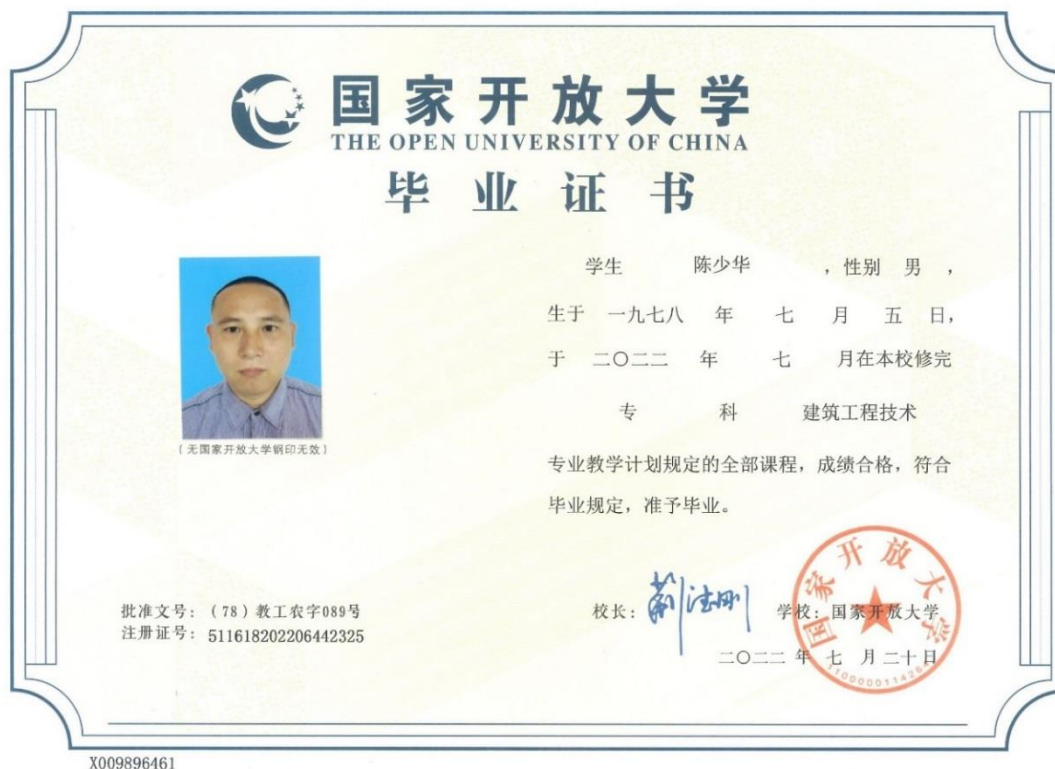 国家开放大学
THE OPEN UNIVERSITY OF CHINA
毕业证书
学生 陈少华 ，性别 男 ，
生于 一九七八 年 七 月 五 日，
于 二〇二二 年 七 月在本校修完
专 科 建筑工程技术
专业教学计划规定的全部课程，成绩合格，符合
毕业规定，准予毕业。
(无国家开放大学钢印无效)
批准文号：（78）教工农字089号
注册证号：511618202206442325
校长：荆德刚
学校：国家开放大学
二〇二二 年 七 月 二十日
国家开放大学
X009896461